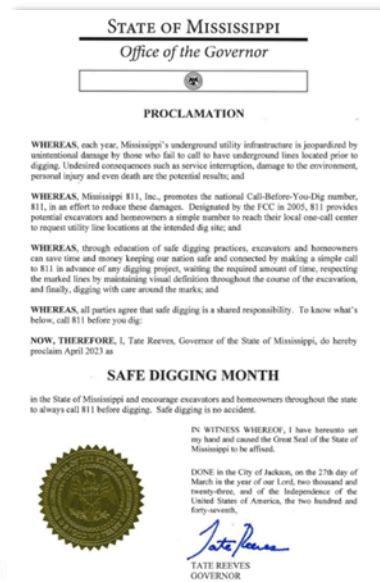 STATE OF MISSISSIPPI
Office of the Governor
PROCLAMATION
WHEREAS, each year, Mississippi's underground utility infrastructure is jeopardized by
unintentional damage by those who fail to call to have underground lines located prior to
digging. Undesired consequences such as service interruption, damage to the environment,
personal injury and even death are the potential results; and
WHEREAS, Mississippi 811, Inc., promotes the national Call-Before-You-Dig number,
811, in an effort to reduce these damages. Designated by the FCC in 2005, 811 provides
potential excavators and homeowners a simple number to reach their local one-call center
to request utility line locations at the intended dig site; and
WHEREAS, through education of safe digging practices, excavators and homeowners
can save time and money keeping our nation safe and connected by making a simple call
to 811 in advance of any digging project, waiting the required amount of time, respecting
the marked lines by maintaining visual definition throughout the course of the excavation,
and finally, digging with care around the marks; and
WHEREAS, all parties agree that safe digging is a shared responsibility. To know what's
below, call 811 before you dig:
NOW, THEREFORE, I, Tate Reeves, Governor of the State of Mississippi, do hereby
proclaim April 2023 as
SAFE DIGGING MONTH
in the State of Mississippi and encourage excavators and homeowners throughout the state
to always call 811 before digging. Safe digging is no accident.
IN WITNESS WHEREOF, I have hereunto set
my hand and caused the Great Seal of the State of
Mississippi to be affixed.
DONE in the City of Jackson, on the 27th day of
March in the year of our Lord, two thousand and
twenty-three, and of the Independence of the
United States of America, the two hundred and
forty-seventh.
Tate Reeves
TATE REEVES
GOVERNOR